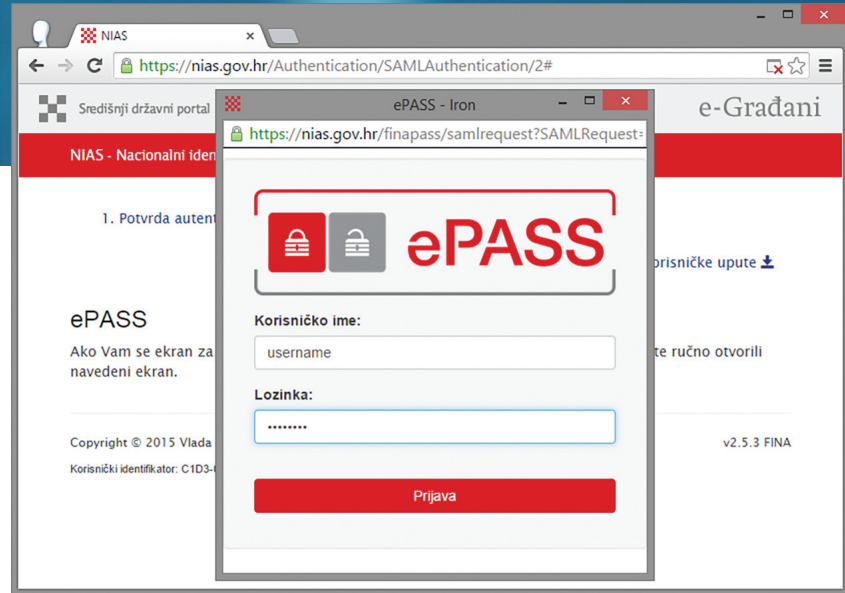 NIAS
https://nias.gov.hr/Authentication/SAMLAuthentication/2#
Središnji državni portal
e-Građani
NIAS - Nacionalni iden
1. Potvrda autent
orisničke upute
ePASS
Ako Vam se ekran za
te ručno otvorili
navedeni ekran.
Copyright © 2015 Vlada
v2.5.3 FINA
Korisnički identifikator: C1D3-
ePASS - Iron
https://nias.gov.hr/finapass/samlrequest?SAMLRequest=
ePASS
Korisničko ime:
username
Lozinka:
••••••••
Prijava